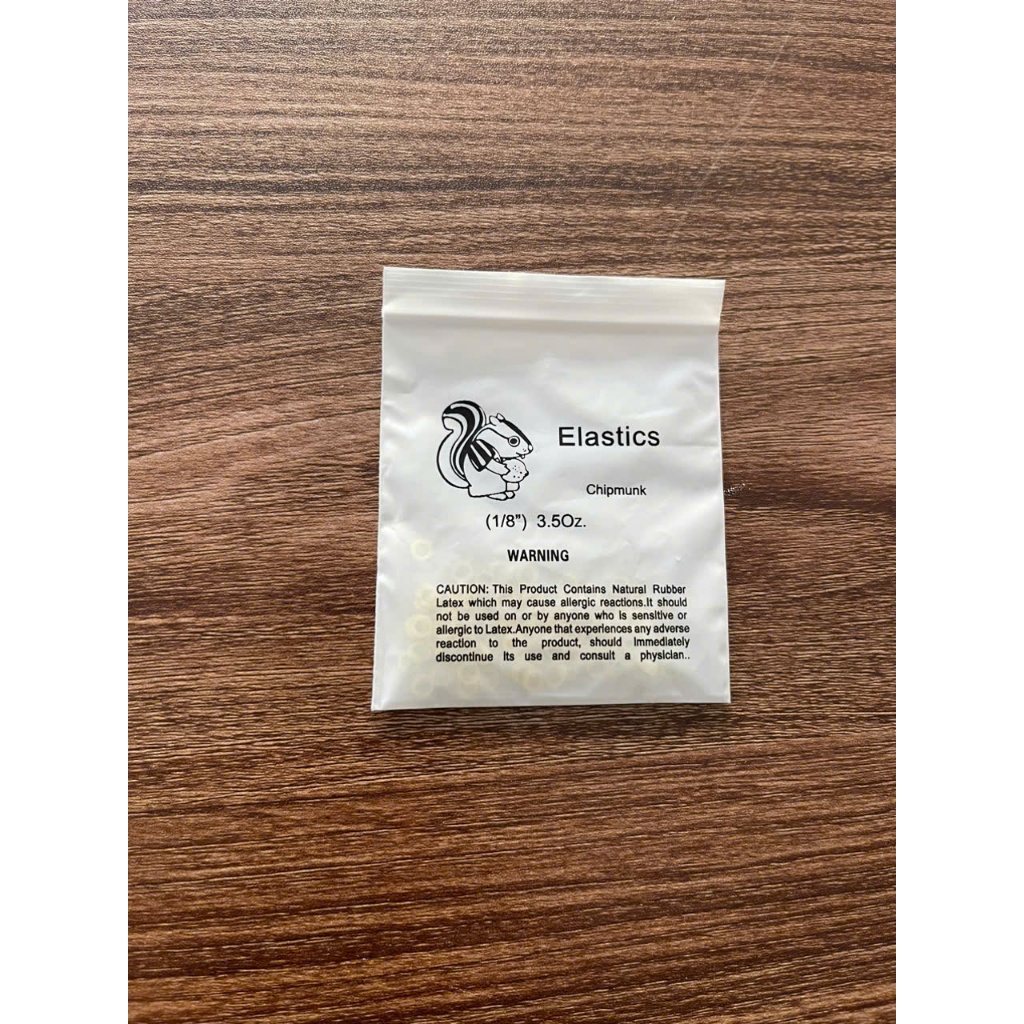 Elastics
Chipmunk
(1/8") 3.5Oz.
WARNING
CAUTION: This Product Contains Natural Rubber
Latex which may cause allergic reactions.It should
not be used on or by anyone who is sensitive or
allergic to Latex.Anyone that experiences any adverse
reaction to the product, should immediately
discontinue its use and consult a physician..